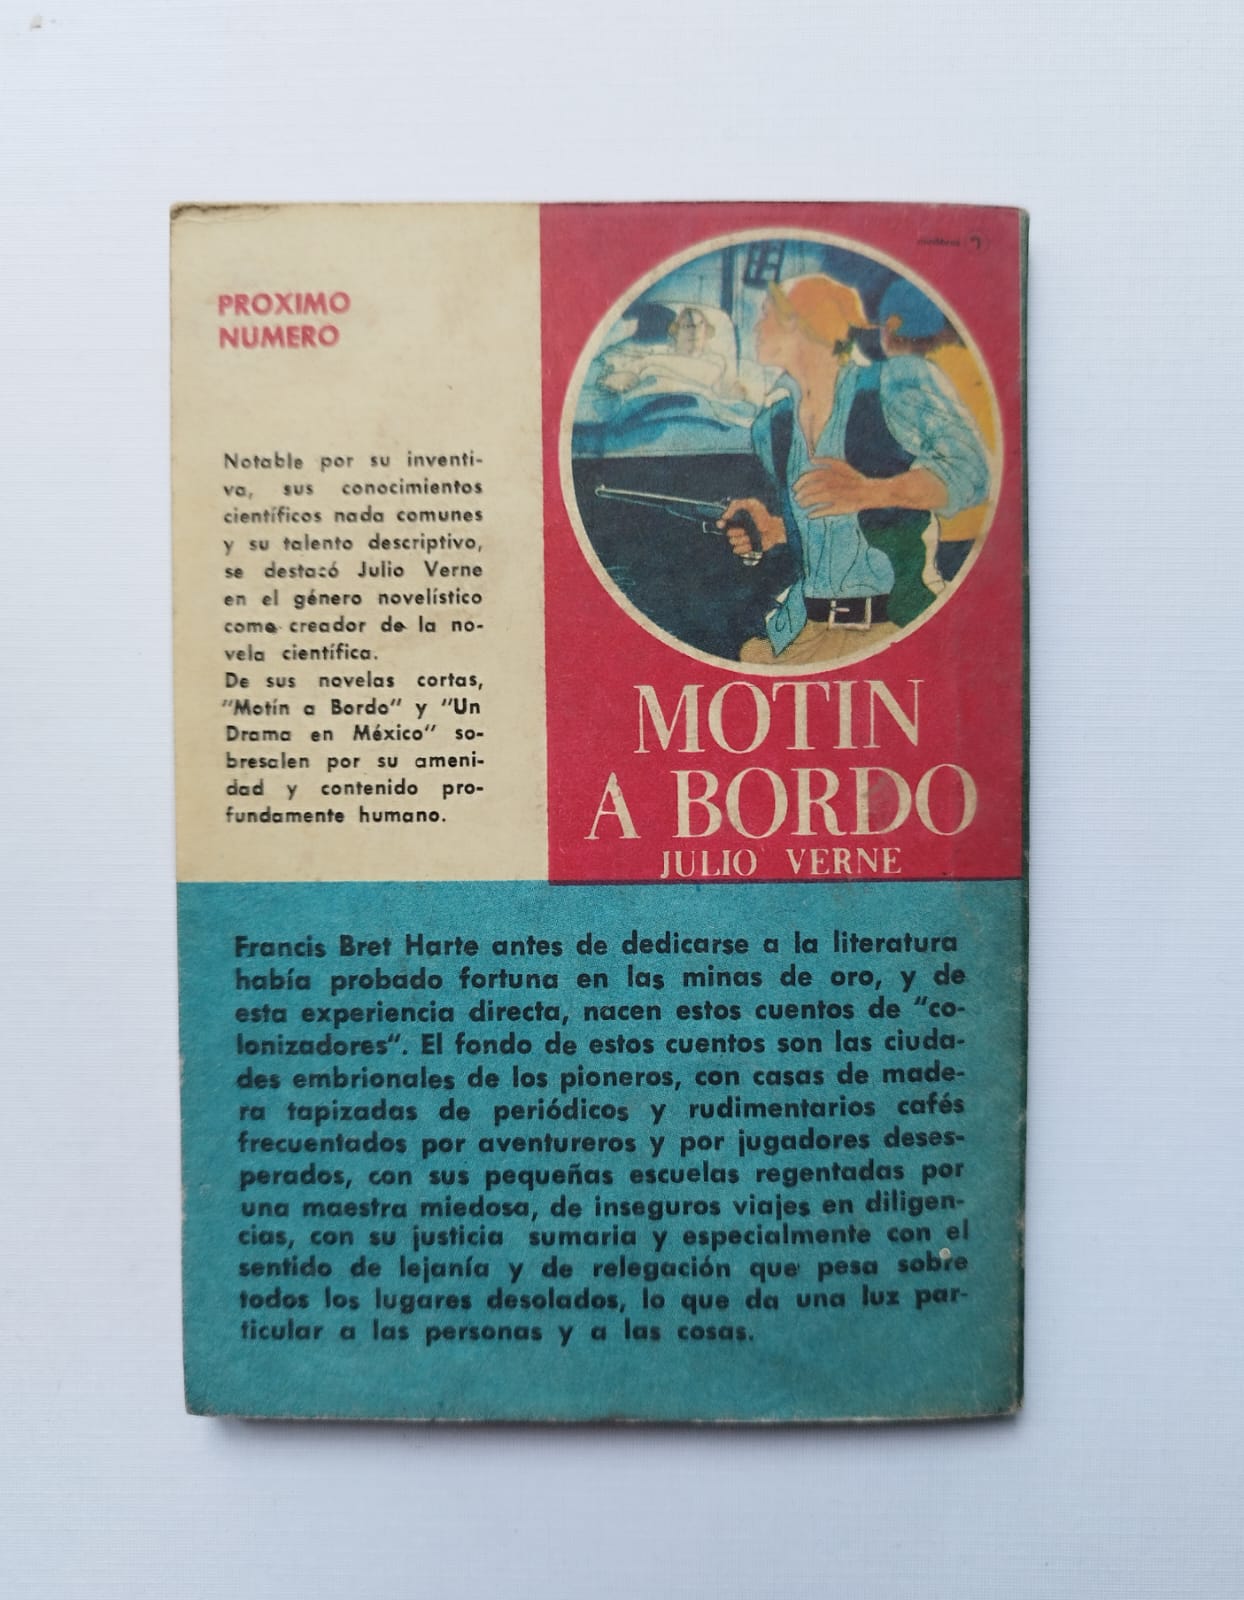 PROXIMO
NUMERO
Notable por su inventi-
va, sus conocimientos
científicos nada comunes
y su talento descriptivo,
se destacó Julio Verne
en el género novelístico
como creador de la no-
vela científica.
De sus novelas cortas,
"Motín a Bordo" y "Un
Drama en México" so-
bresalen por su ameni-
dad y contenido pro-
fundamente humano.
minilibros 7
MOTIN
A BORDO
JULIO VERNE
Francis Bret Harte antes de dedicarse a la literatura
había probado fortuna en las minas de oro, y de
esta experiencia directa, nacen estos cuentos de "co-
lonizadores". El fondo de estos cuentos son las ciuda-
des embrionales de los pioneros, con casas de made-
ra tapizadas de periódicos y rudimentarios cafés
frecuentados por aventureros y por jugadores deses-
perados, con sus pequeñas escuelas regentadas por
una maestra miedosa, de inseguros viajes en diligen-
cias, con su justicia sumaria y especialmente con el
sentido de lejanía y de relegación que pesa sobre
todos los lugares desolados, lo que da una luz par-
ticular a las personas y a las cosas.